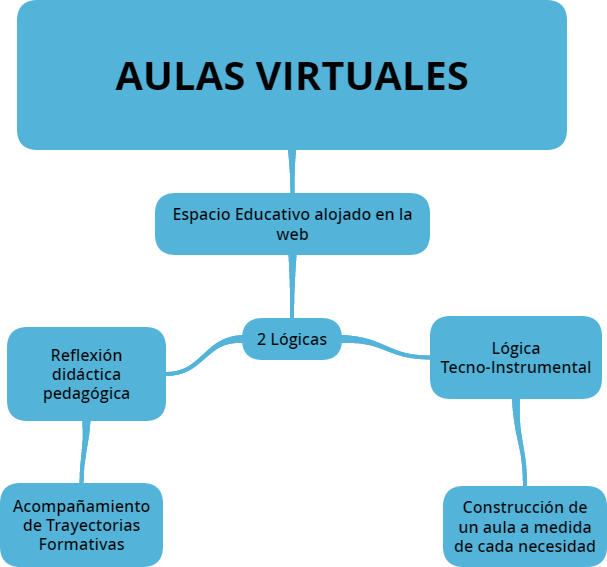 AULAS VIRTUALES
Espacio Educativo alojado en la
web
2 Lógicas
Reflexión
didáctica
pedagógica
Lógica
Tecno-Instrumental
Acompañamiento
de Trayectorias
Formativas
Construcción de
un aula a medida
de cada necesidad